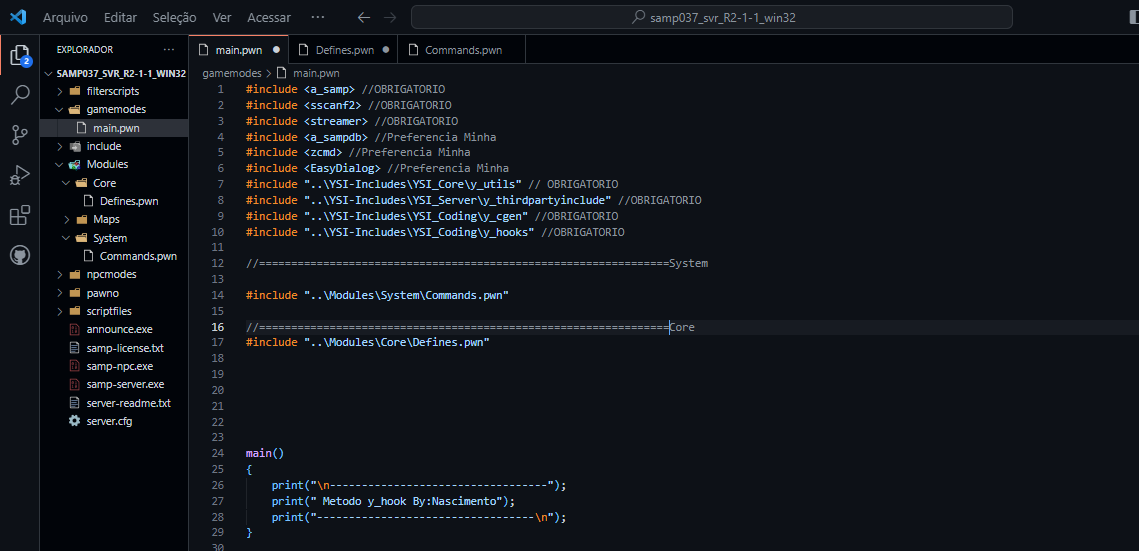 Arquivo Editar Seleção Ver Acessar ··· samp037_svr_R2-1-1_win32
EXPLORADOR ···
2
SAMP037_SVR_R2-1-1_WIN32
filterscripts
gamemodes
main.pwn
include
Modules
Core
Defines.pwn
Maps
System
Commands.pwn
npcmodes
pawno
scriptfiles
announce.exe
samp-license.txt
samp-npc.exe
samp-server.exe
server-readme.txt
server.cfg
main.pwn Defines.pwn Commands.pwn
gamemodes > main.pwn
1 #include <a_samp> //OBRIGATORIO
2 #include <sscanf2> //OBRIGATORIO
3 #include <streamer> //OBRIGATORIO
4 #include <a_sampdb> //Preferencia Minha
5 #include <zcmd> //Preferencia Minha
6 #include <EasyDialog> //Preferencia Minha
7 #include "..\YSI-Includes\YSI_Core\y_utils" // OBRIGATORIO
8 #include "..\YSI-Includes\YSI_Server\y_thirdpartyinclude" //OBRIGATORIO
9 #include "..\YSI-Includes\YSI_Coding\y_cgen" //OBRIGATORIO
10 #include "..\YSI-Includes\YSI_Coding\y_hooks" //OBRIGATORIO
11
12 //================================================================System
13
14 #include "..\Modules\System\Commands.pwn"
15
16 //================================================================Core
17 #include "..\Modules\Core\Defines.pwn"
18
19
20
21
22
23
24 main()
25 {
26 print("\n----------------------------------");
27 print(" Metodo y_hook By:Nascimento");
28 print("----------------------------------\n");
29 }
30